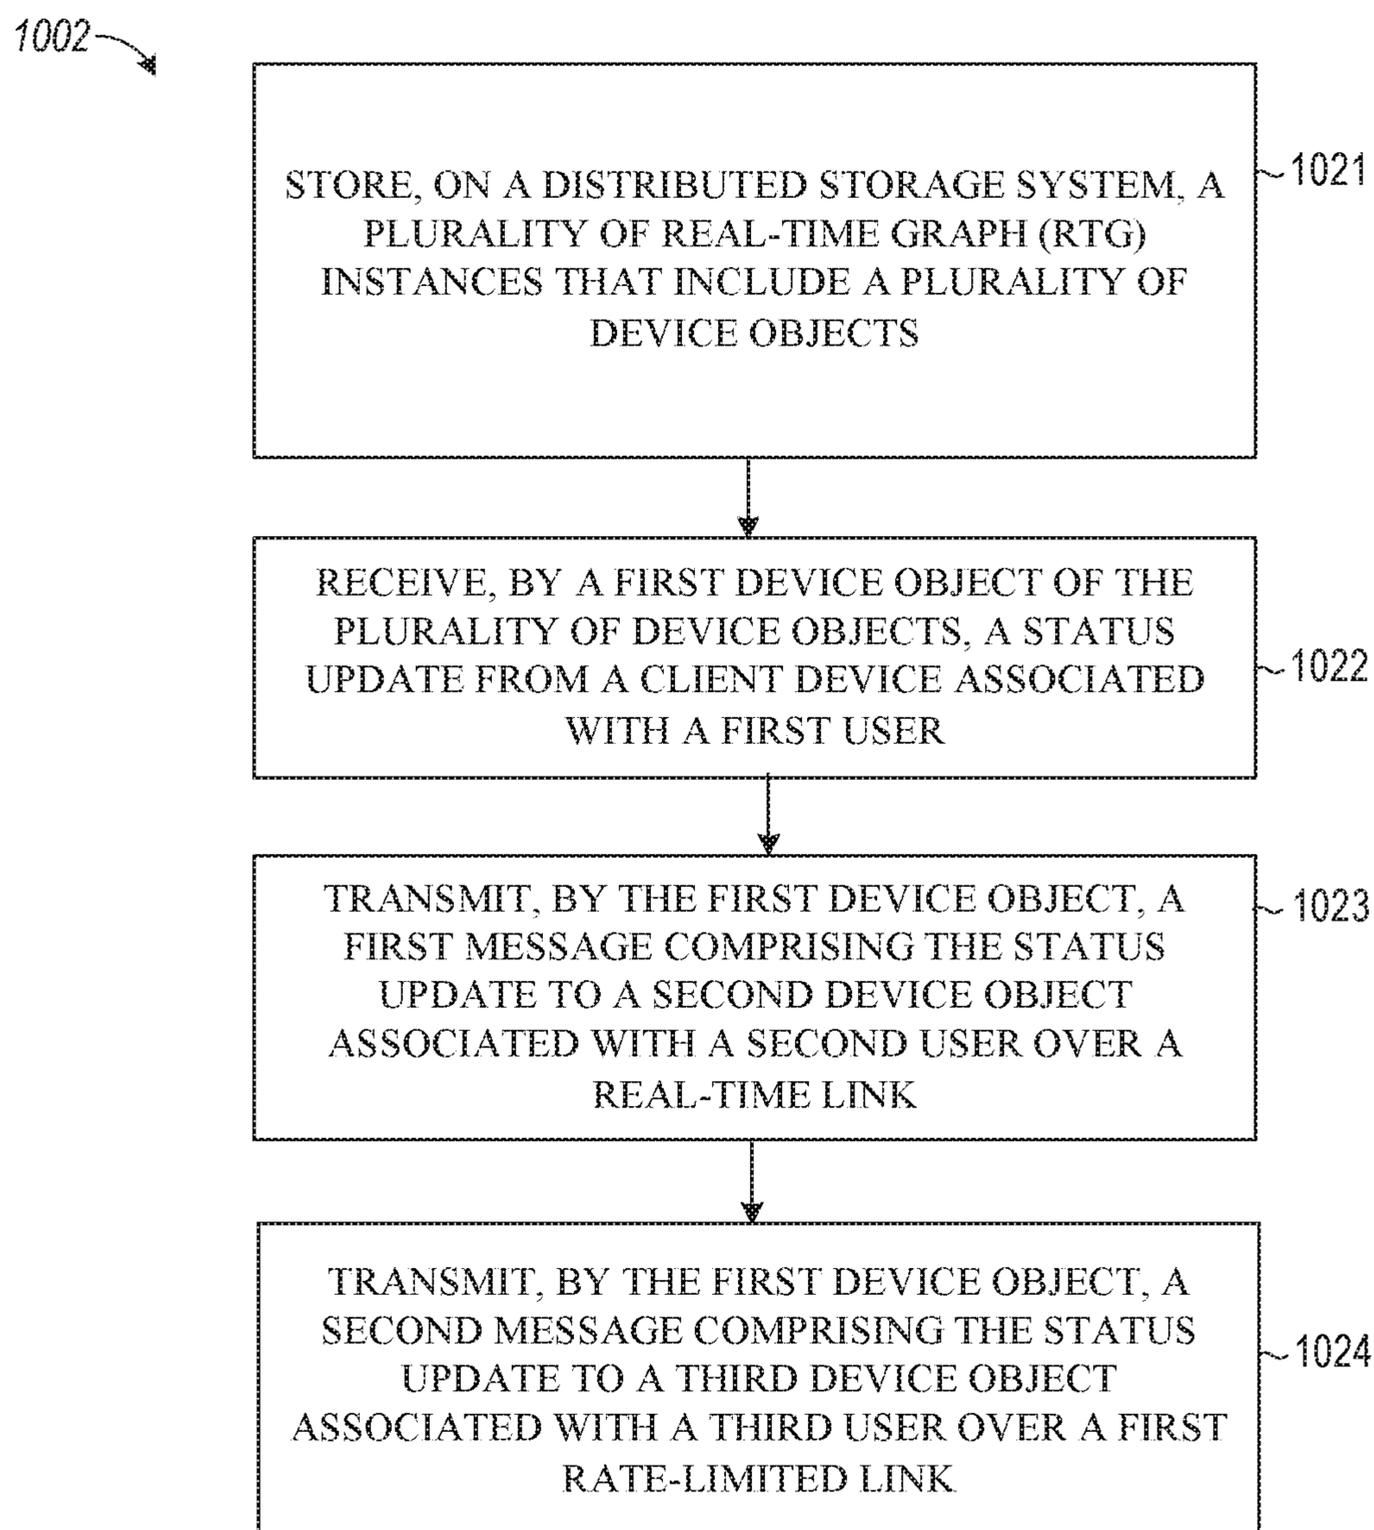 1002
STORE, ON A DISTRIBUTED STORAGE SYSTEM, A
PLURALITY OF REAL-TIME GRAPH (RTG)
INSTANCES THAT INCLUDE A PLURALITY OF
DEVICE OBJECTS
1021
RECEIVE, BY A FIRST DEVICE OBJECT OF THE
PLURALITY OF DEVICE OBJECTS, A STATUS
UPDATE FROM A CLIENT DEVICE ASSOCIATED
WITH A FIRST USER
1022
TRANSMIT, BY THE FIRST DEVICE OBJECT, A
FIRST MESSAGE COMPRISING THE STATUS
UPDATE TO A SECOND DEVICE OBJECT
ASSOCIATED WITH A SECOND USER OVER A
REAL-TIME LINK
1023
TRANSMIT, BY THE FIRST DEVICE OBJECT, A
SECOND MESSAGE COMPRISING THE STATUS
UPDATE TO A THIRD DEVICE OBJECT
ASSOCIATED WITH A THIRD USER OVER A FIRST
RATE-LIMITED LINK
1024